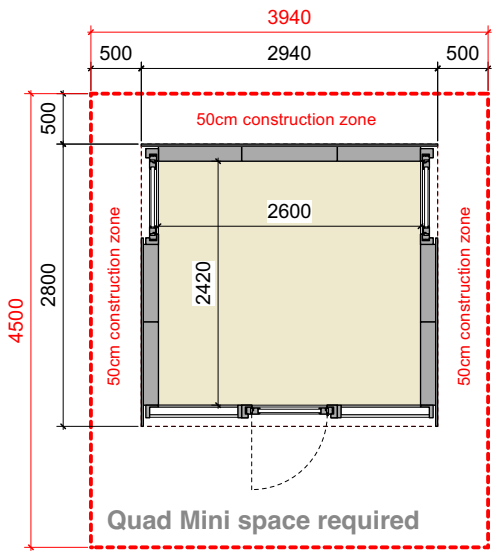 3940
500
2940
500
500
50cm construction zone
2600
2420
2800
4500
50cm construction zone
50cm construction zone
Quad Mini space required